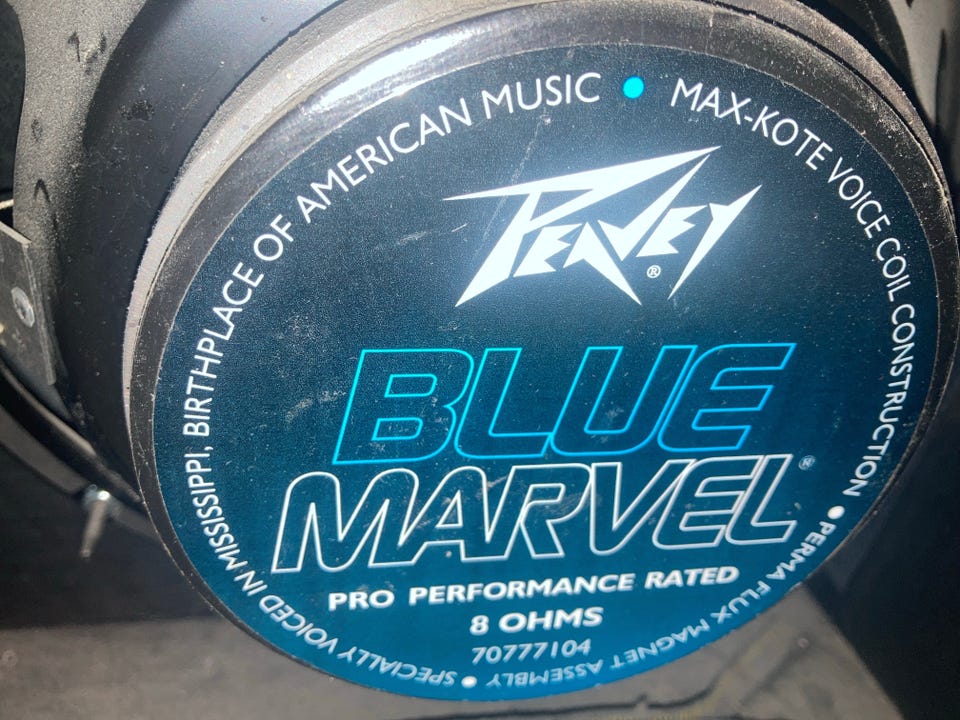 SPECIALLY VOICED IN MISSISSIPPI, BIRTHPLACE OF AMERICAN MUSIC • MAX-KOTE VOICE COIL CONSTRUCTION • PERMA FLUX MAGNET ASSEMBLY •
PEAVEY®
BLUE
MARVEL®
PRO PERFORMANCE RATED
8 OHMS
70777104